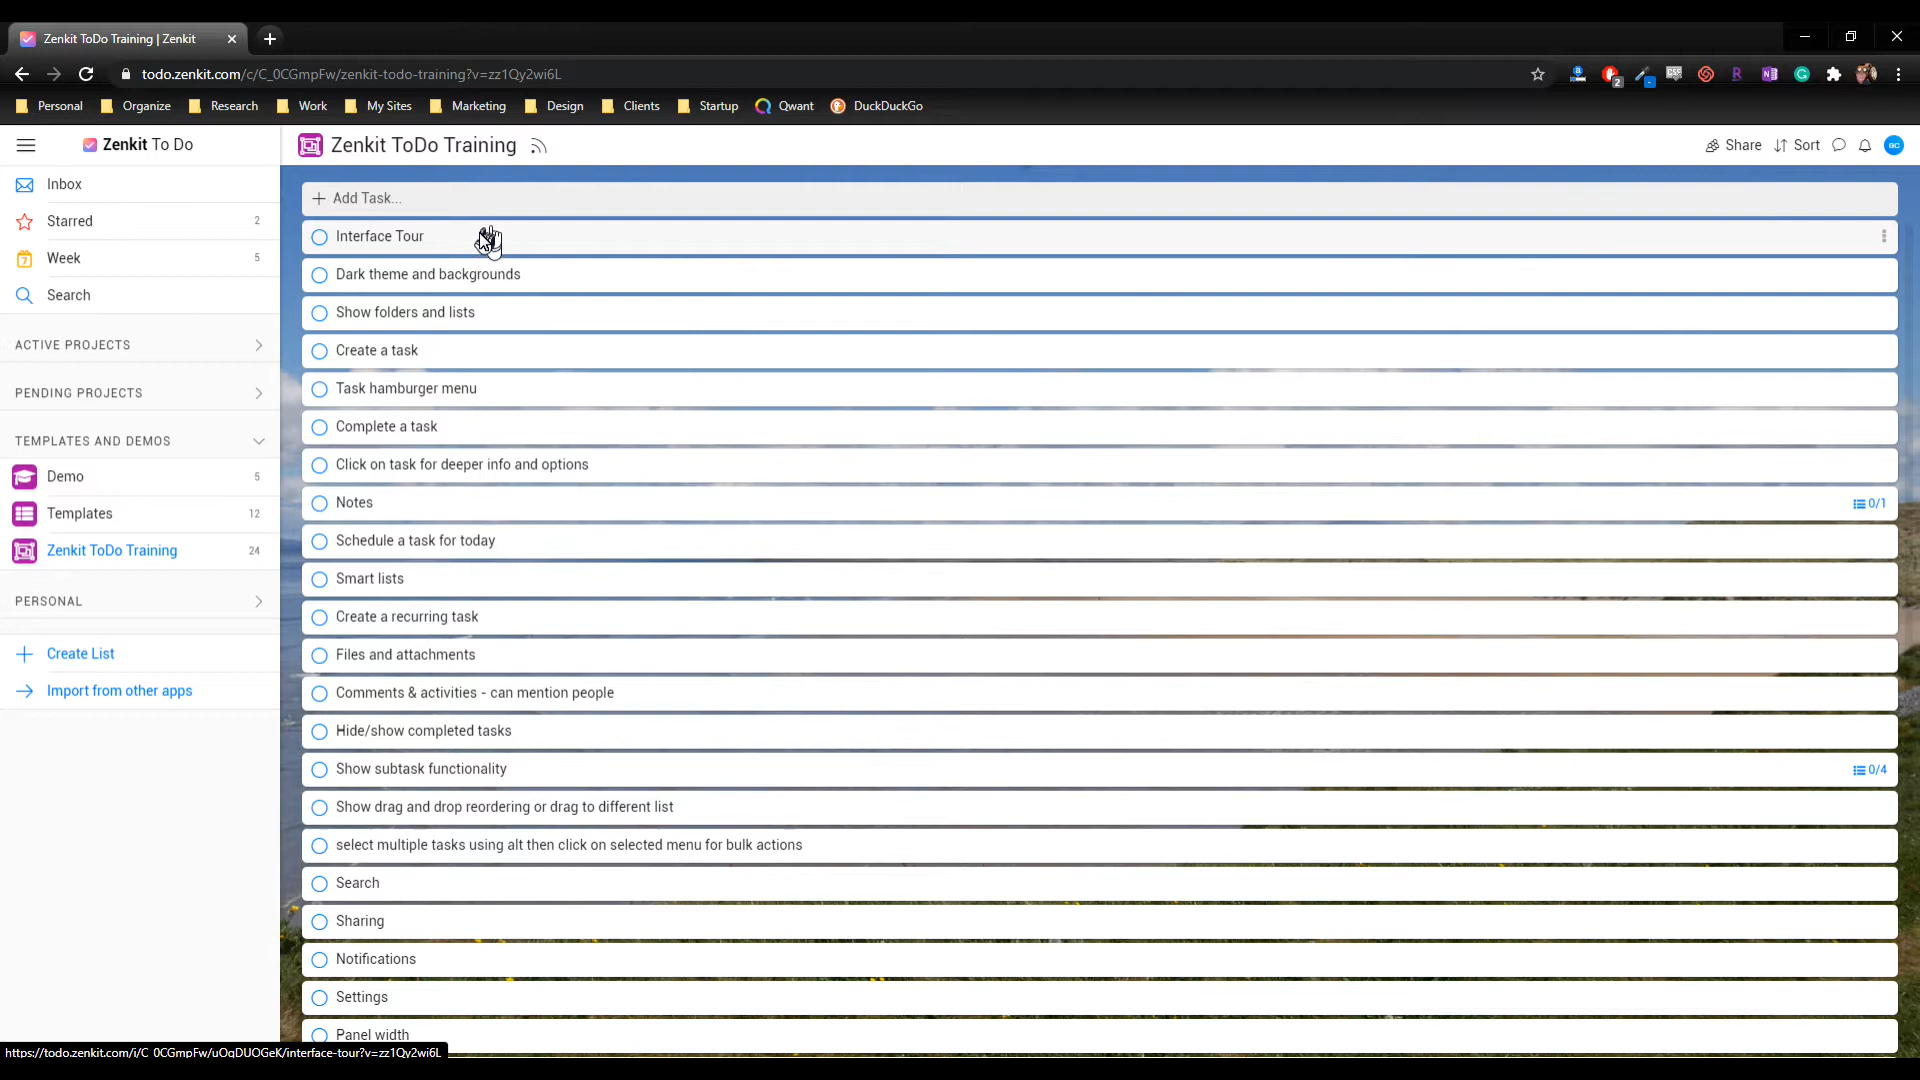 Zenkit ToDo Training | Zenkit
todo.zenkit.com/c/C_0CGmpFw/zenkit-todo-training?v=zz1Qy2wi6L
2
CSS
R
N
G
Personal
Organize
Research
Work
My Sites
Marketing
Design
Clients
Startup
Qwant
DuckDuckGo
Zenkit To Do
Zenkit ToDo Training
Share
Sort
GC
Inbox
Starred 2
7 Week 5
Search
ACTIVE PROJECTS
PENDING PROJECTS
TEMPLATES AND DEMOS
Demo 5
Templates 12
Zenkit ToDo Training 24
PERSONAL
Create List
Import from other apps
Add Task...
Interface Tour
Dark theme and backgrounds
Show folders and lists
Create a task
Task hamburger menu
Complete a task
Click on task for deeper info and options
Notes 0/1
Schedule a task for today
Smart lists
Create a recurring task
Files and attachments
Comments & activities - can mention people
Hide/show completed tasks
Show subtask functionality 0/4
Show drag and drop reordering or drag to different list
select multiple tasks using alt then click on selected menu for bulk actions
Search
Sharing
Notifications
Settings
Panel width
https://todo.zenkit.com/i/C_0CGmpFw/uOqDUOGeK/interface-tour?v=zz1Qy2wi6L